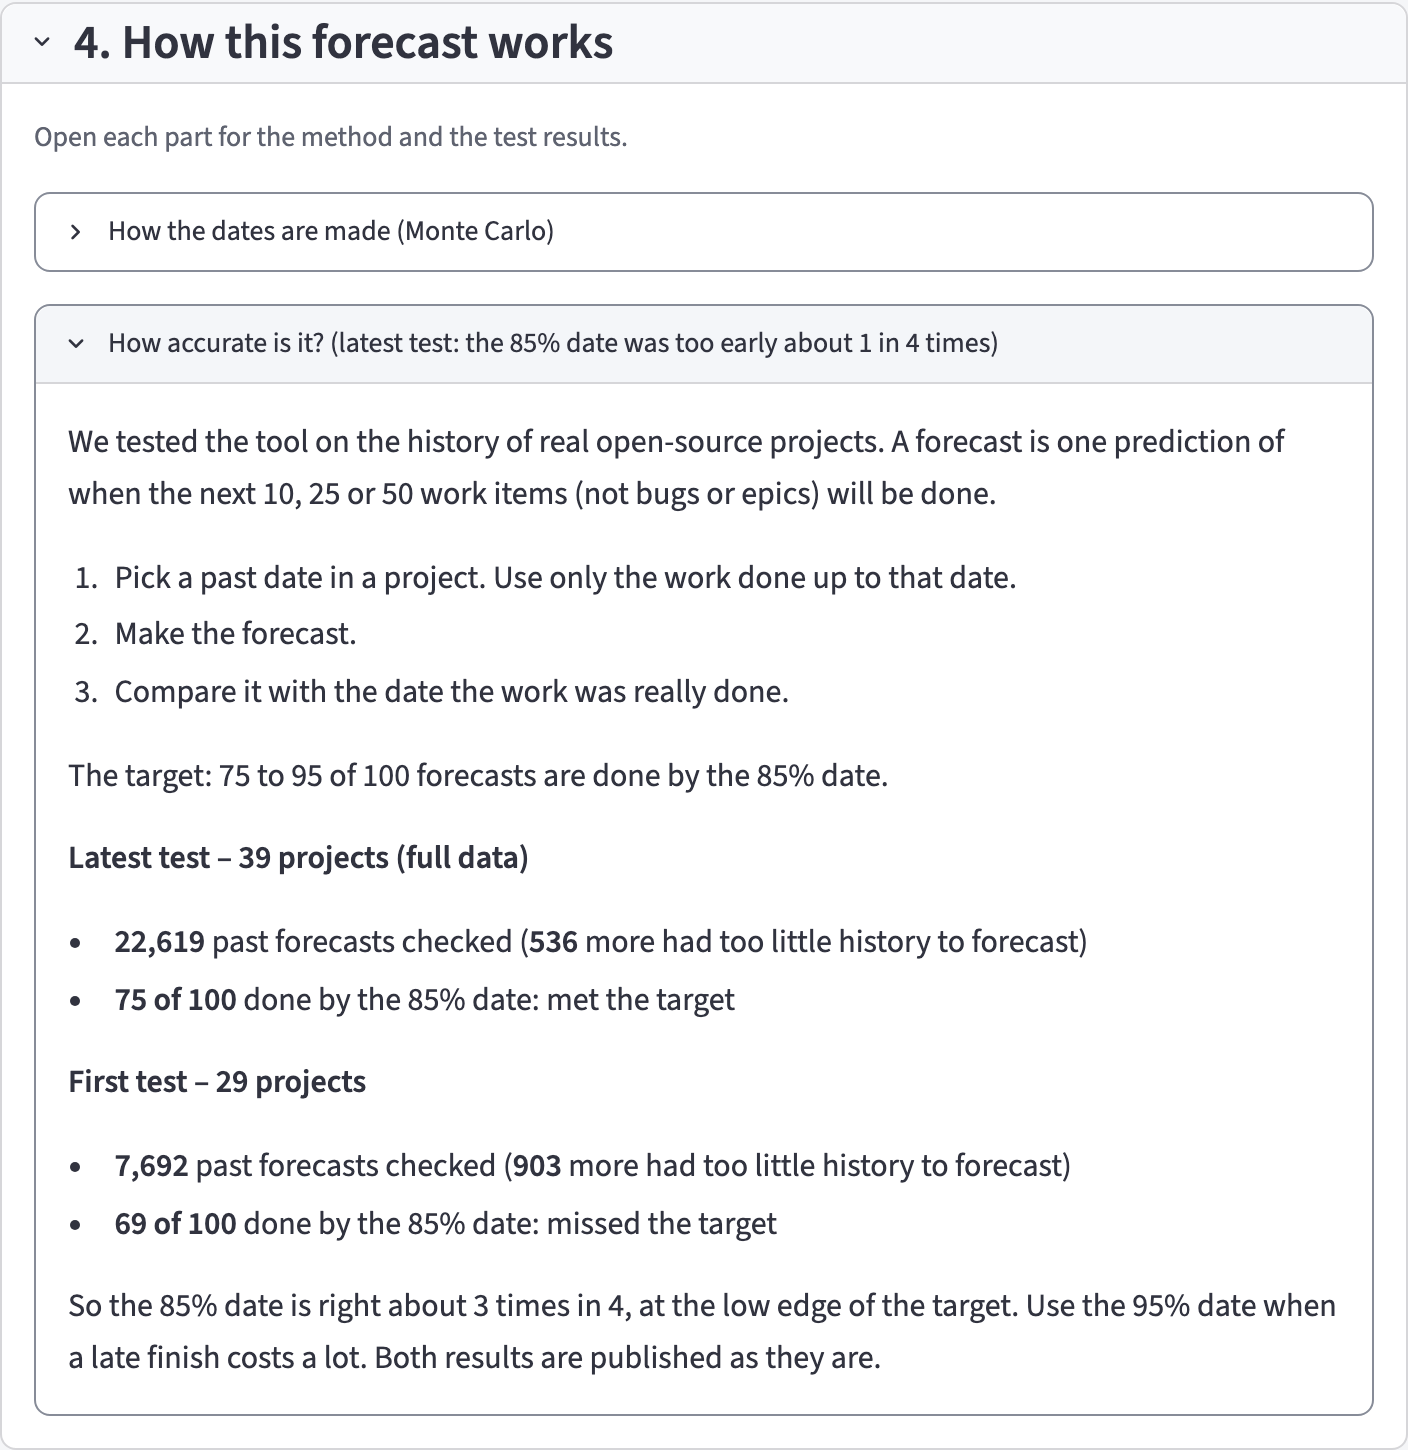 4. How this forecast works
Open each part for the method and the test results.
How the dates are made (Monte Carlo)
How accurate is it? (latest test: the 85% date was too early about 1 in 4 times)
We tested the tool on the history of real open-source projects. A forecast is one prediction of
when the next 10, 25 or 50 work items (not bugs or epics) will be done.
1. Pick a past date in a project. Use only the work done up to that date.
2. Make the forecast.
3. Compare it with the date the work was really done.
The target: 75 to 95 of 100 forecasts are done by the 85% date.
Latest test – 39 projects (full data)
• 22,619 past forecasts checked (536 more had too little history to forecast)
• 75 of 100 done by the 85% date: met the target
First test – 29 projects
• 7,692 past forecasts checked (903 more had too little history to forecast)
• 69 of 100 done by the 85% date: missed the target
So the 85% date is right about 3 times in 4, at the low edge of the target. Use the 95% date when
a late finish costs a lot. Both results are published as they are.